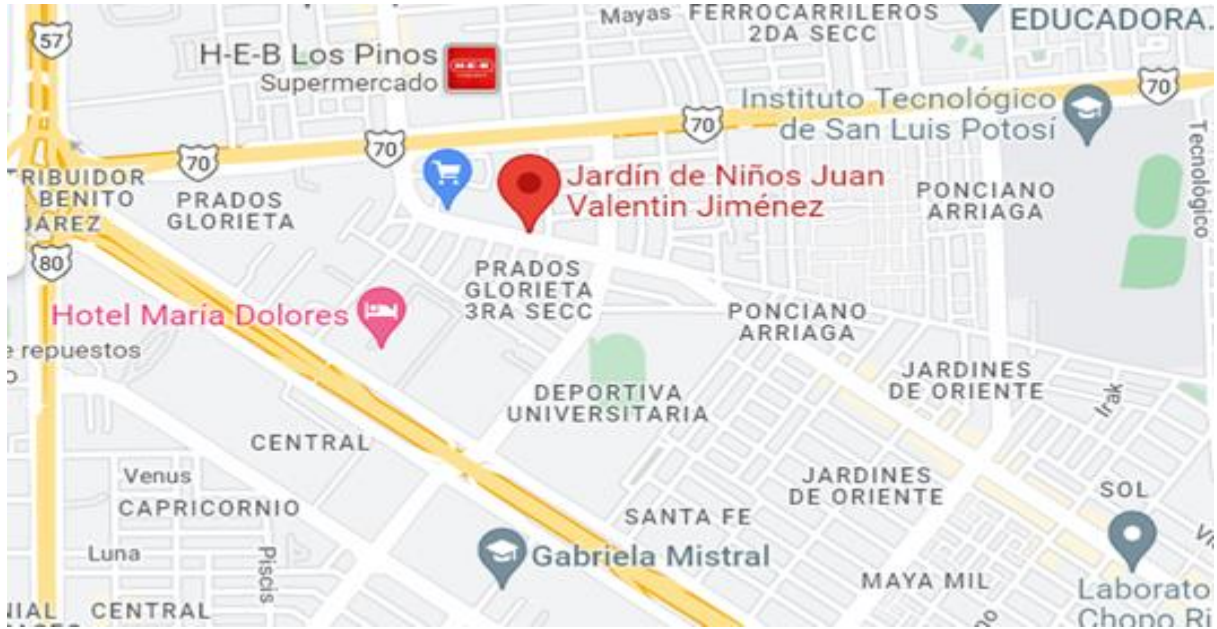 Mayas
FERROCARRILEROS
2DA SECC
EDUCADORA.
57
H-E-B Los Pinos
Supermercado
H-E-B
70
Instituto Tecnológico
de San Luis Potosí
70
70
70
Tecnológico
TRIBUIDOR
BENITO
JÁREZ
PRADOS
GLORIETA
Jardín de Niños Juan
Valentin Jiménez
PONCIANO
ARRIAGA
80
PRADOS
GLORIETA
3RA SECC
Hotel María Dolores
PONCIANO
ARRIAGA
e repuestos
o
JARDINES
DE ORIENTE
Irak
DEPORTIVA
UNIVERSITARIA
CENTRAL
Venus
CAPRICORNIO
JARDINES
DE ORIENTE
SOL
SANTA FE
Luna
Piscis
Gabriela Mistral
MAYA MIL
Laborato
Chopo Ri
NIAL
CENTRAL